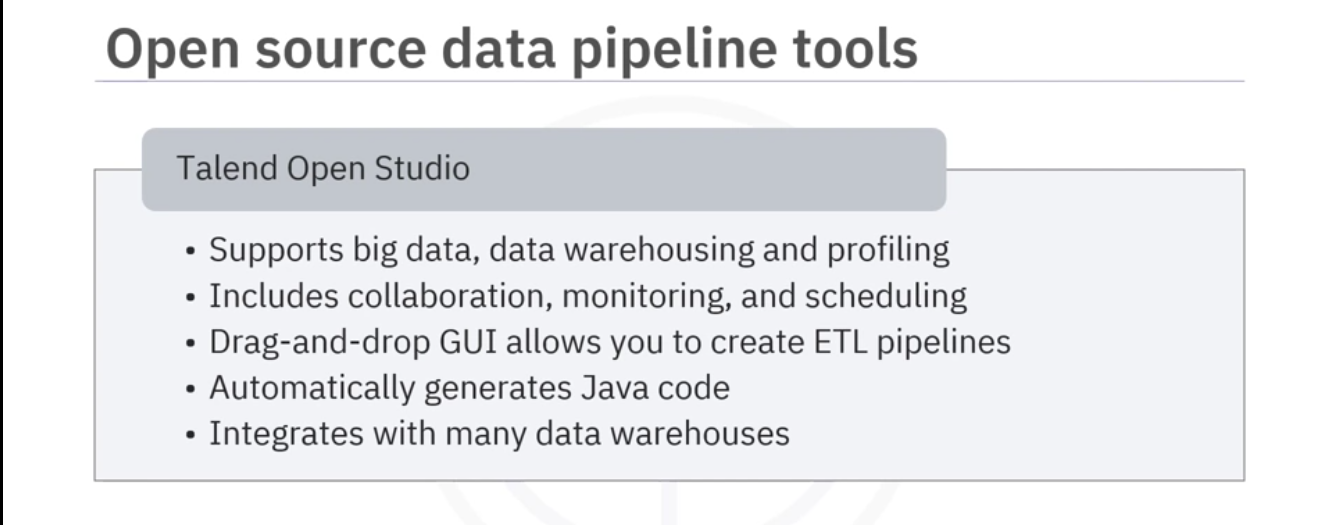 Open source data pipeline tools
Talend Open Studio
• Supports big data, data warehousing and profiling
• Includes collaboration, monitoring, and scheduling
• Drag-and-drop GUI allows you to create ETL pipelines
• Automatically generates Java code
• Integrates with many data warehouses